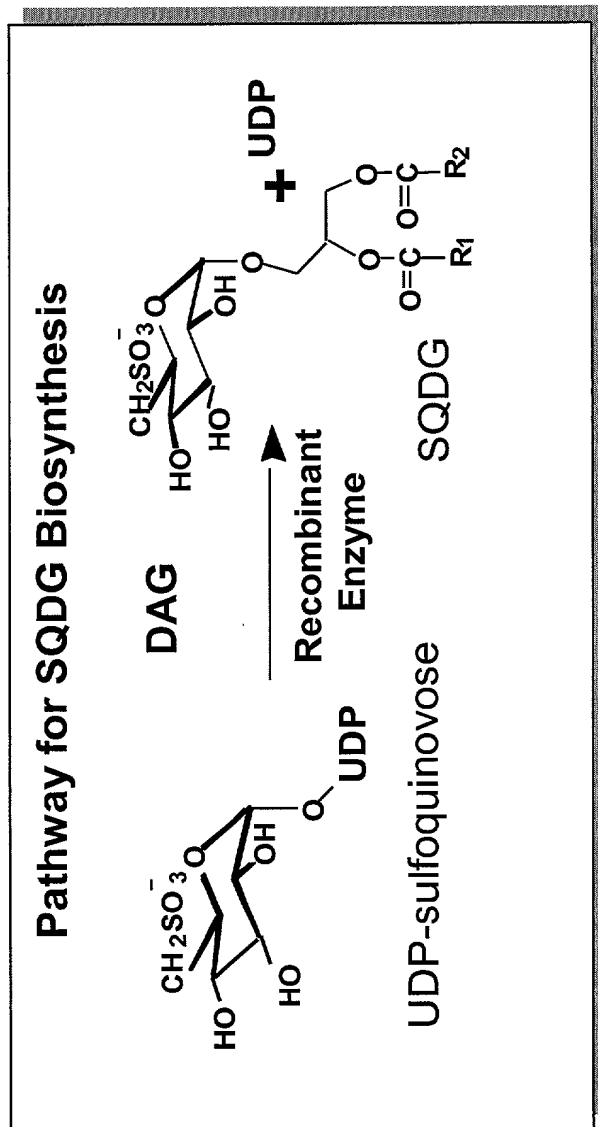 Pathway for SQDG Biosynthesis
CH2SO3−
HO
HO
O
OH
O
UDP
UDP-sulfoquinovose
DAG
Recombinant
Enzyme
CH2SO3−
HO
HO
O
OH
O
O
O
O=C
O=C
R1
R2
SQDG
+
UDP